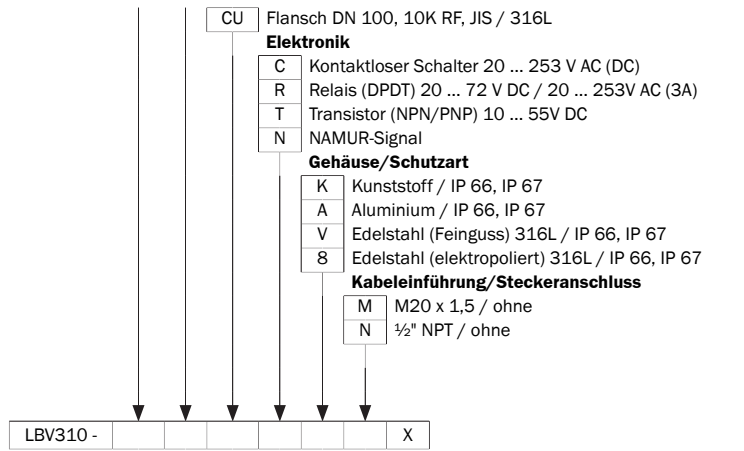 CU Flansch DN 100, 10K RF, JIS / 316L
Elektronik
C Kontaktloser Schalter 20 ... 253 V AC (DC)
R Relais (DPDT) 20 ... 72 V DC / 20 ... 253V AC (3A)
T Transistor (NPN/PNP) 10 ... 55V DC
N NAMUR-Signal
Gehäuse/Schutzart
K Kunststoff / IP 66, IP 67
A Aluminium / IP 66, IP 67
V Edelstahl (Feinguss) 316L / IP 66, IP 67
8 Edelstahl (elektropoliert) 316L / IP 66, IP 67
Kabeleinführung/Steckeranschluss
M M20 x 1,5 / ohne
N ½" NPT / ohne
LBV310 - X